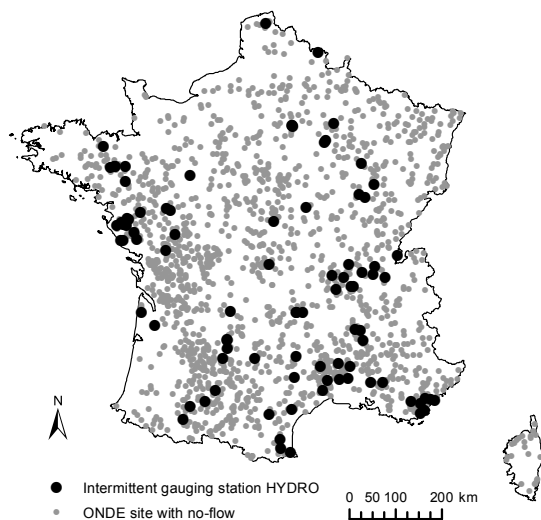 N
Intermittent gauging station HYDRO
ONDE site with no-flow
0 50 100 200 km